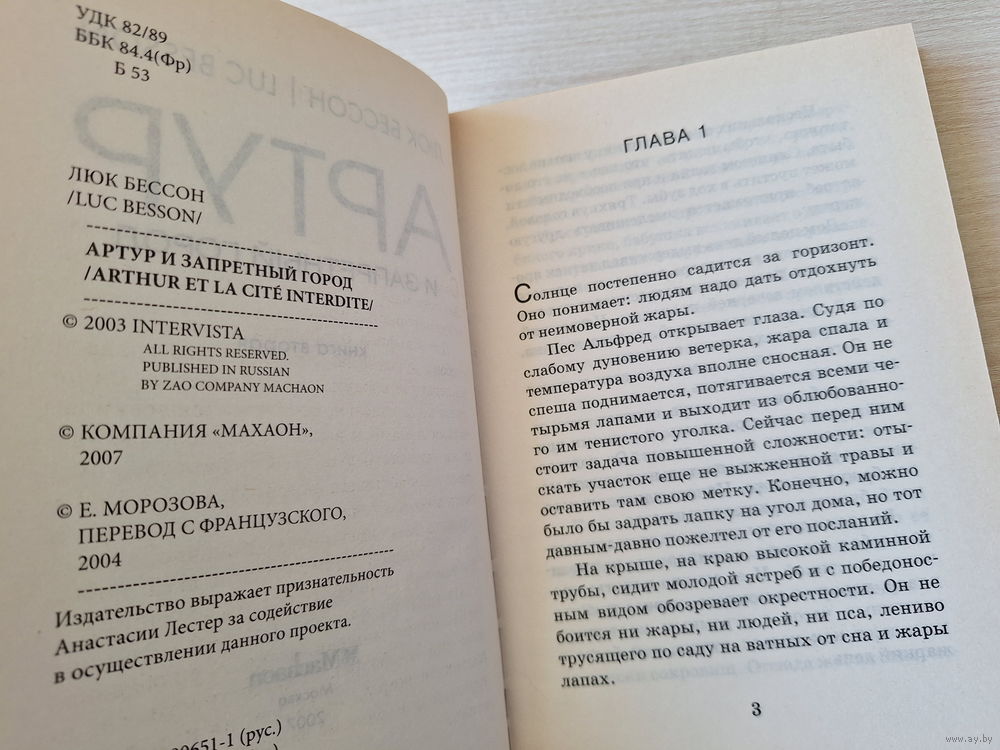 УДК 82/89
ББК 84.4(Фр)
Б 53
ЛЮК БЕССОН
/LUC BESSON/
АРТУР И ЗАПРЕТНЫЙ ГОРОД
/ARTHUR ET LA CITÉ INTERDITE/
© 2003 INTERVISTA
ALL RIGHTS RESERVED.
PUBLISHED IN RUSSIAN
BY ZAO COMPANY MACHAON
© КОМПАНИЯ «МАХАОН»,
2007
© Е. МОРОЗОВА,
ПЕРЕВОД С ФРАНЦУЗСКОГО,
2004
Издательство выражает признательность
Анастасии Лестер за содействие
в осуществлении данного проекта.
0651-1 (рус.)
ГЛАВА 1
Солнце постепенно садится за горизонт.
Оно понимает: людям надо дать отдохнуть
от неимоверной жары.
Пес Альфред открывает глаза. Судя по
слабому дуновению ветерка, жара спала и
температура воздуха вполне сносная. Он не
спеша поднимается, потягивается всеми че-
тырьмя лапами и выходит из облюбованно-
го им тенистого уголка. Сейчас перед ним
стоит задача повышенной сложности: оты-
скать участок еще не выжженной травы и
оставить там свою метку. Конечно, можно
было бы задрать лапку на угол дома, но тот
давным-давно пожелтел от его посланий.
На крыше, на краю высокой каминной
трубы, сидит молодой ястреб и с победонос-
ным видом обозревает окрестности. Он не
боится ни жары, ни людей, ни пса, лениво
трусящего по саду на ватных от сна и жары
лапах.
3
www.ay.by